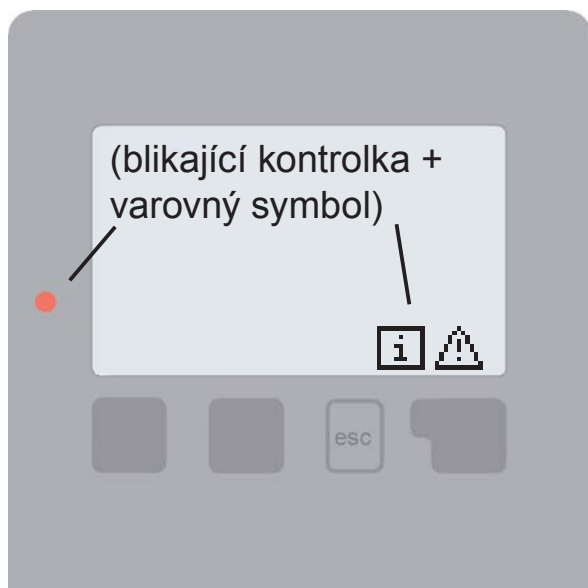 (blikající kontrolka +
varovný symbol)
i
esc